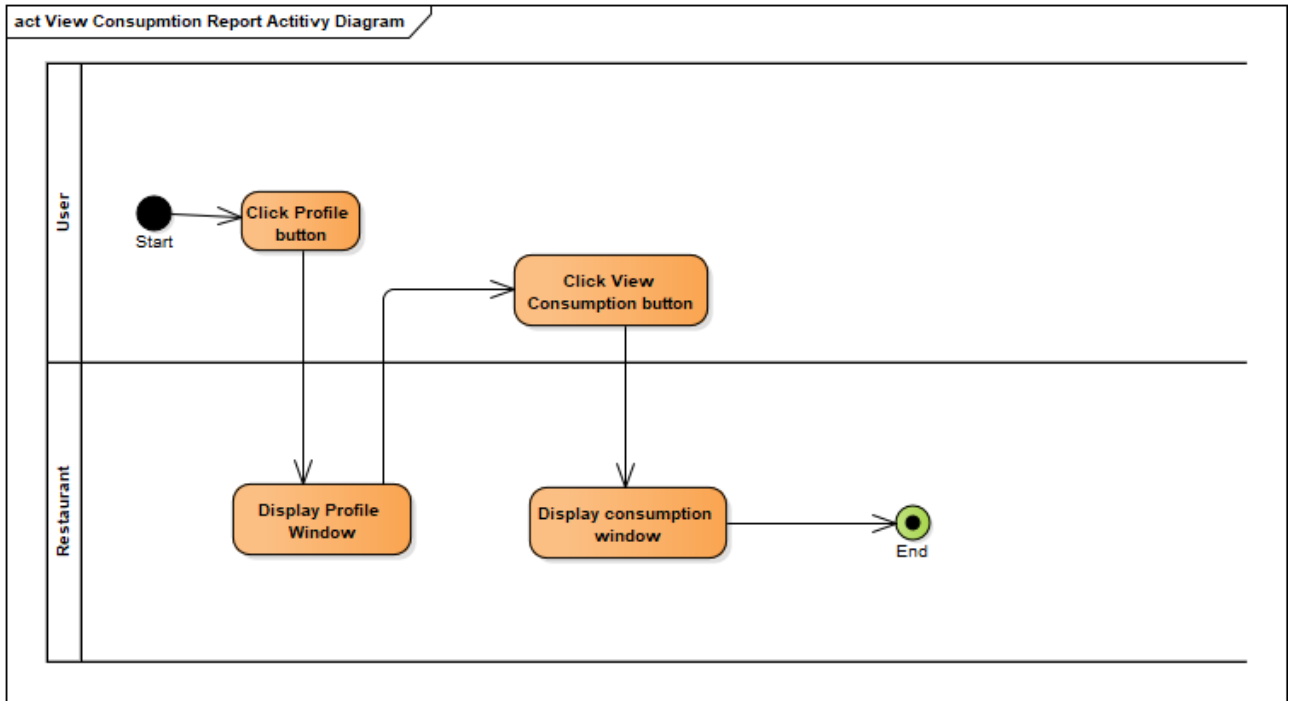 act View Consupmtion Report Actitivy Diagram
User
Start
Click Profile
button
Click View
Consumption button
Restaurant
Display Profile
Window
Display consumption
window
End